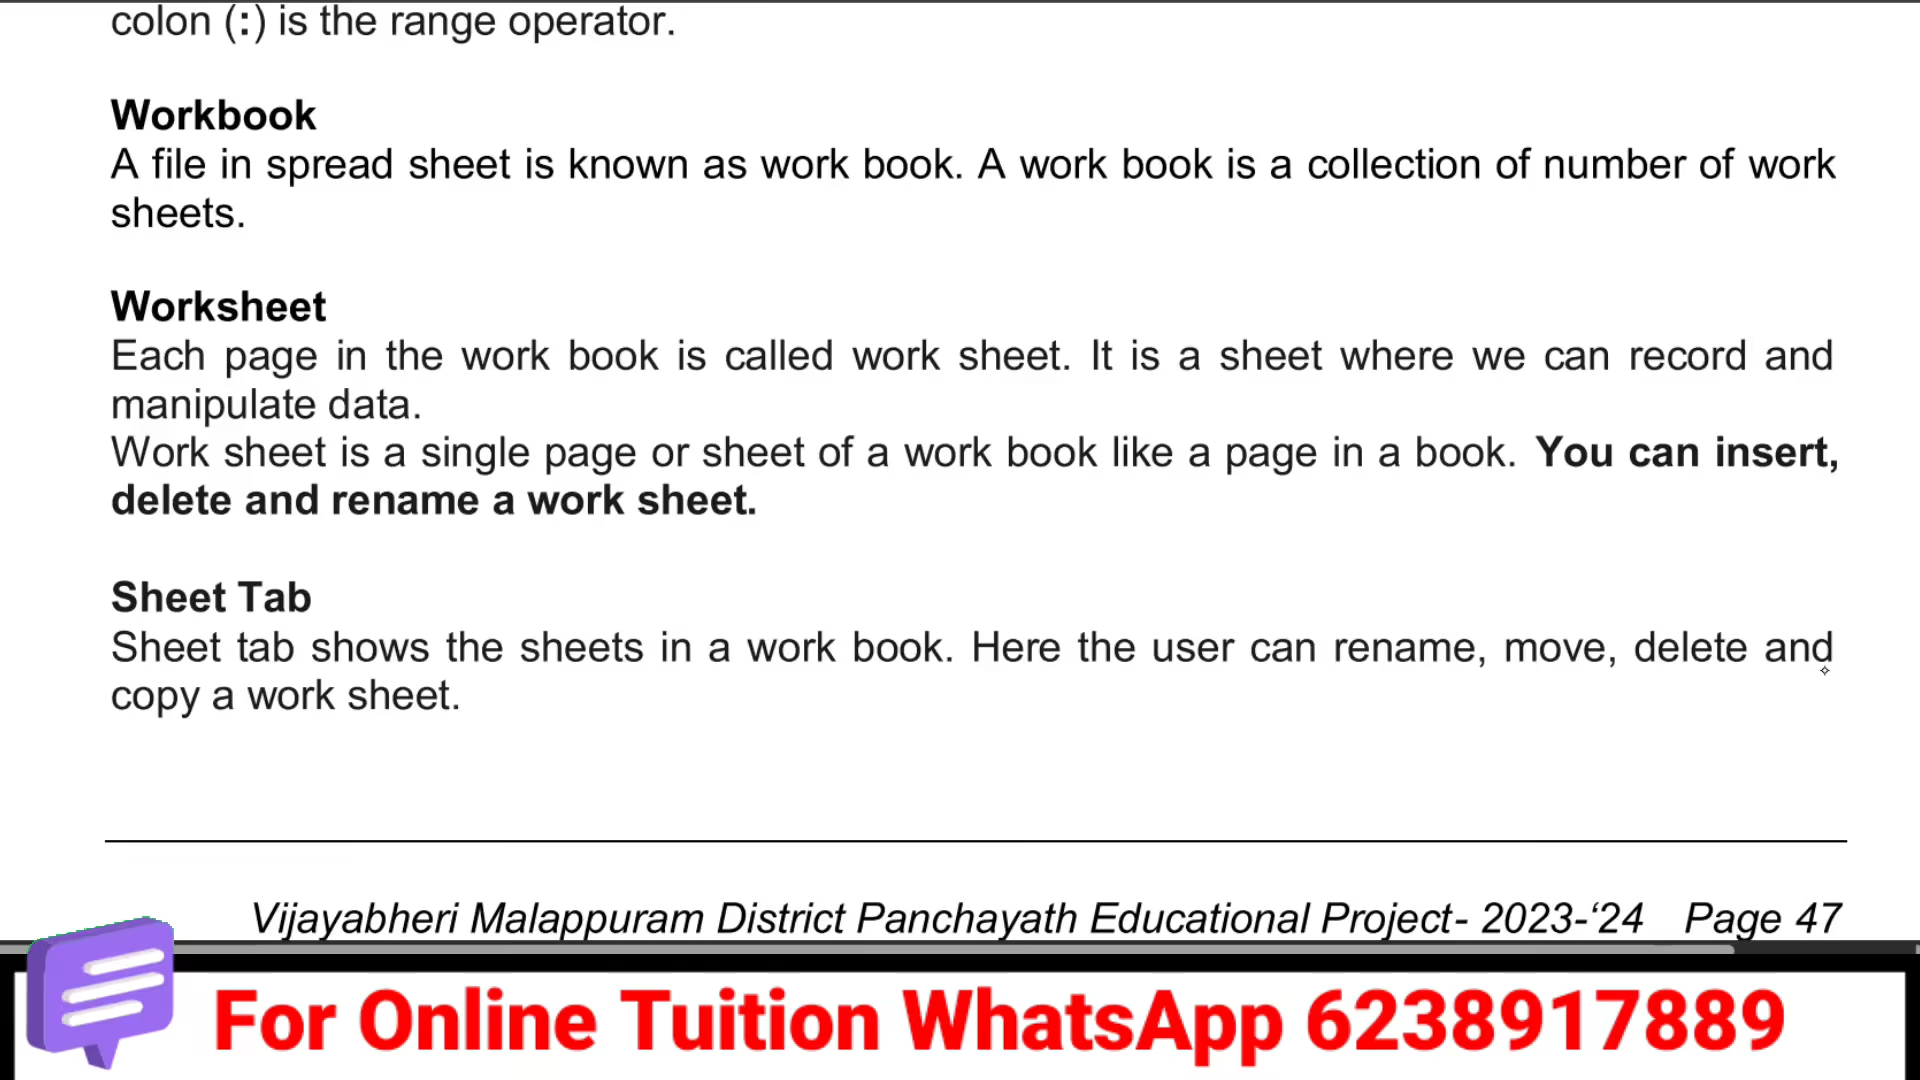 colon (:) is the range operator.
Workbook
A file in spread sheet is known as work book. A work book is a collection of number of work
sheets.
Worksheet
Each page in the work book is called work sheet. It is a sheet where we can record and
manipulate data.
Work sheet is a single page or sheet of a work book like a page in a book. You can insert,
delete and rename a work sheet.
Sheet Tab
Sheet tab shows the sheets in a work book. Here the user can rename, move, delete and
copy a work sheet.
Vijayabheri Malappuram District Panchayath Educational Project- 2023-‘24 Page 47
For Online Tuition WhatsApp 6238917889